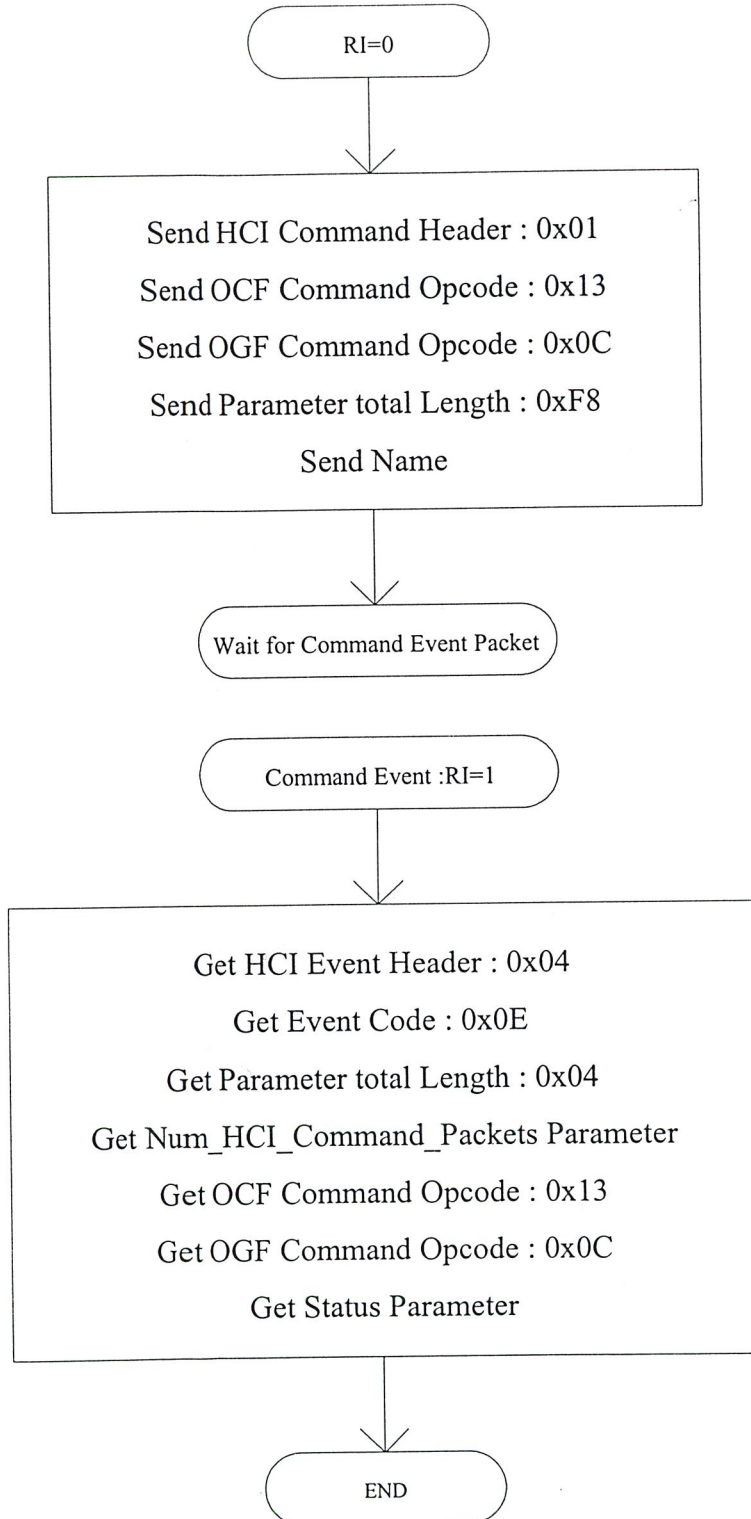 RI=0
Send HCI Command Header : 0x01
Send OCF Command Opcode : 0x13
Send OGF Command Opcode : 0x0C
Send Parameter total Length : 0xF8
Send Name
Wait for Command Event Packet
Command Event :RI=1
Get HCI Event Header : 0x04
Get Event Code : 0x0E
Get Parameter total Length : 0x04
Get Num_HCI_Command_Packets Parameter
Get OCF Command Opcode : 0x13
Get OGF Command Opcode : 0x0C
Get Status Parameter
END